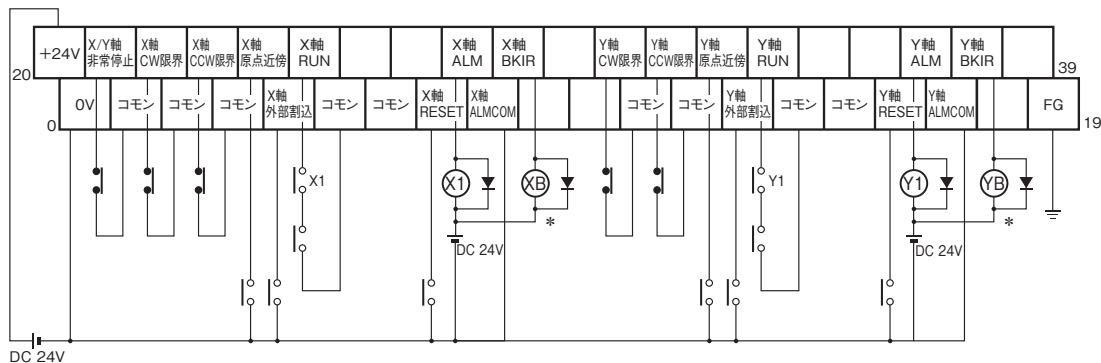 +24V
X/Y軸
非常停止
X軸
CW限界
X軸
CCW限界
X軸
原点近傍
X軸
RUN
X軸
ALM
X軸
BKIR
Y軸
CW限界
Y軸
CCW限界
Y軸
原点近傍
Y軸
RUN
Y軸
ALM
Y軸
BKIR
39
20
0V
コモン
コモン
コモン
X軸
外部割込
コモン
コモン
X軸
RESET
X軸
ALMCOM
コモン
コモン
Y軸
外部割込
コモン
コモン
Y軸
RESET
Y軸
ALMCOM
FG
19
0
X1
X1
XB
Y1
Y1
YB
*
*
DC 24V
DC 24V
DC 24V